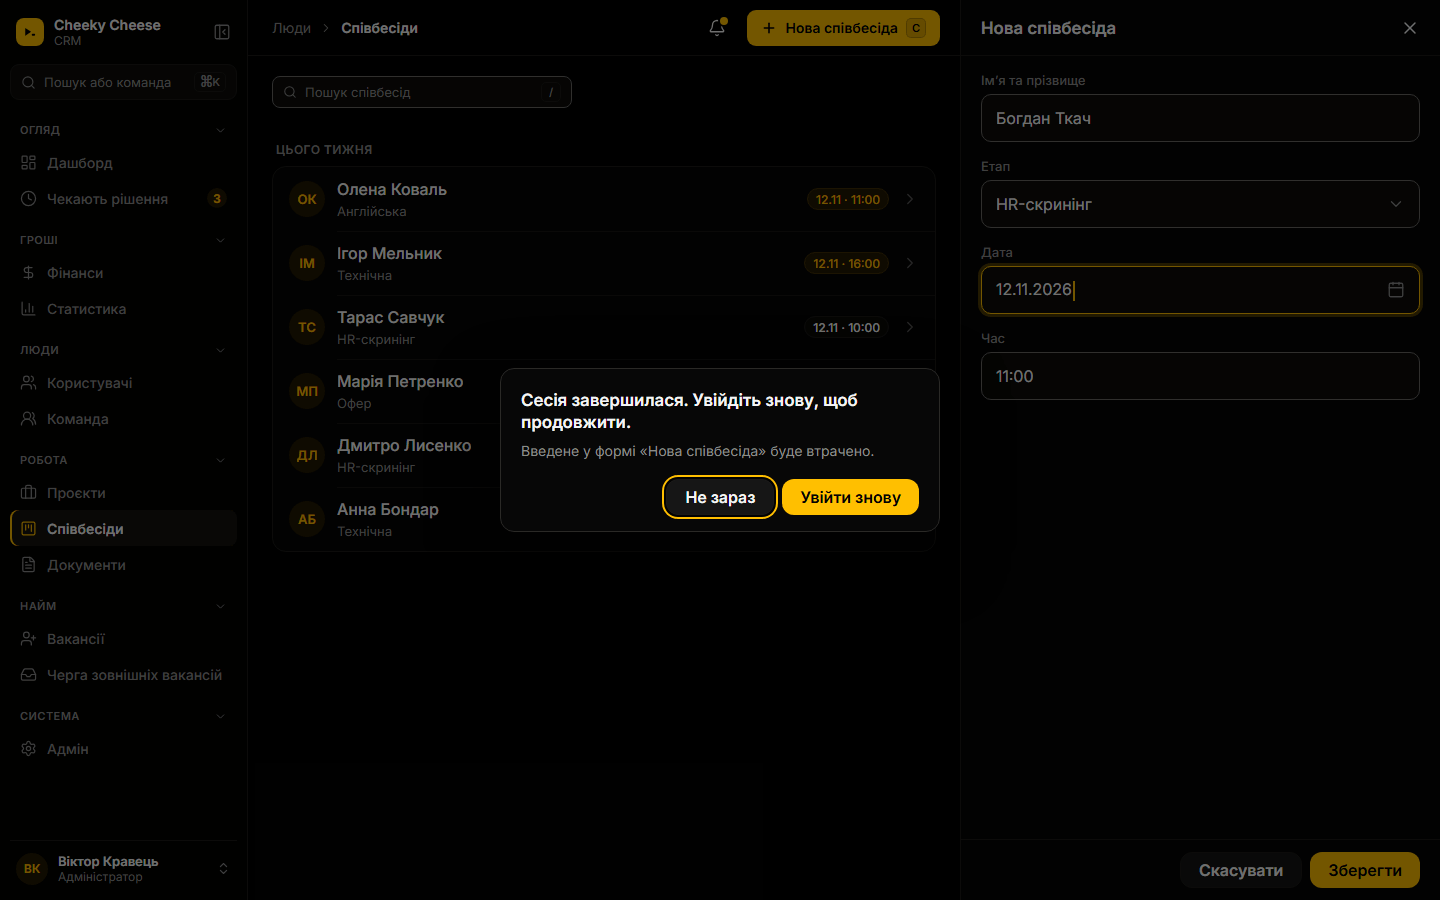 Cheeky Cheese
CRM
Пошук або команда
⌘K
ОГЛЯД
Дашборд
Чекають рішення
3
ГРОШІ
Фінанси
Статистика
ЛЮДИ
Користувачі
Команда
РОБОТА
Проєкти
Співбесіди
Документи
НАЙМ
Вакансії
Черга зовнішніх вакансій
СИСТЕМА
Адмін
ВК
Віктор Кравець
Адміністратор
Люди > Співбесіди
Нова співбесіда C
Пошук співбесід /
ЦЬОГО ТИЖНЯ
ОК
Олена Коваль
Англійська
12.11 · 11:00
ІМ
Ігор Мельник
Технічна
12.11 · 16:00
ТС
Тарас Савчук
HR-скринінг
12.11 · 10:00
МП
Марія Петренко
Офер
ДЛ
Дмитро Лисенко
HR-скринінг
АБ
Анна Бондар
Технічна
Сесія завершилася. Увійдіть знову, щоб
продовжити.
Введене у формі «Нова співбесіда» буде втрачено.
Не зараз
Увійти знову
Нова співбесіда
Ім'я та прізвище
Богдан Ткач
Етап
HR-скринінг
Дата
12.11.2026
Час
11:00
Скасувати
Зберегти